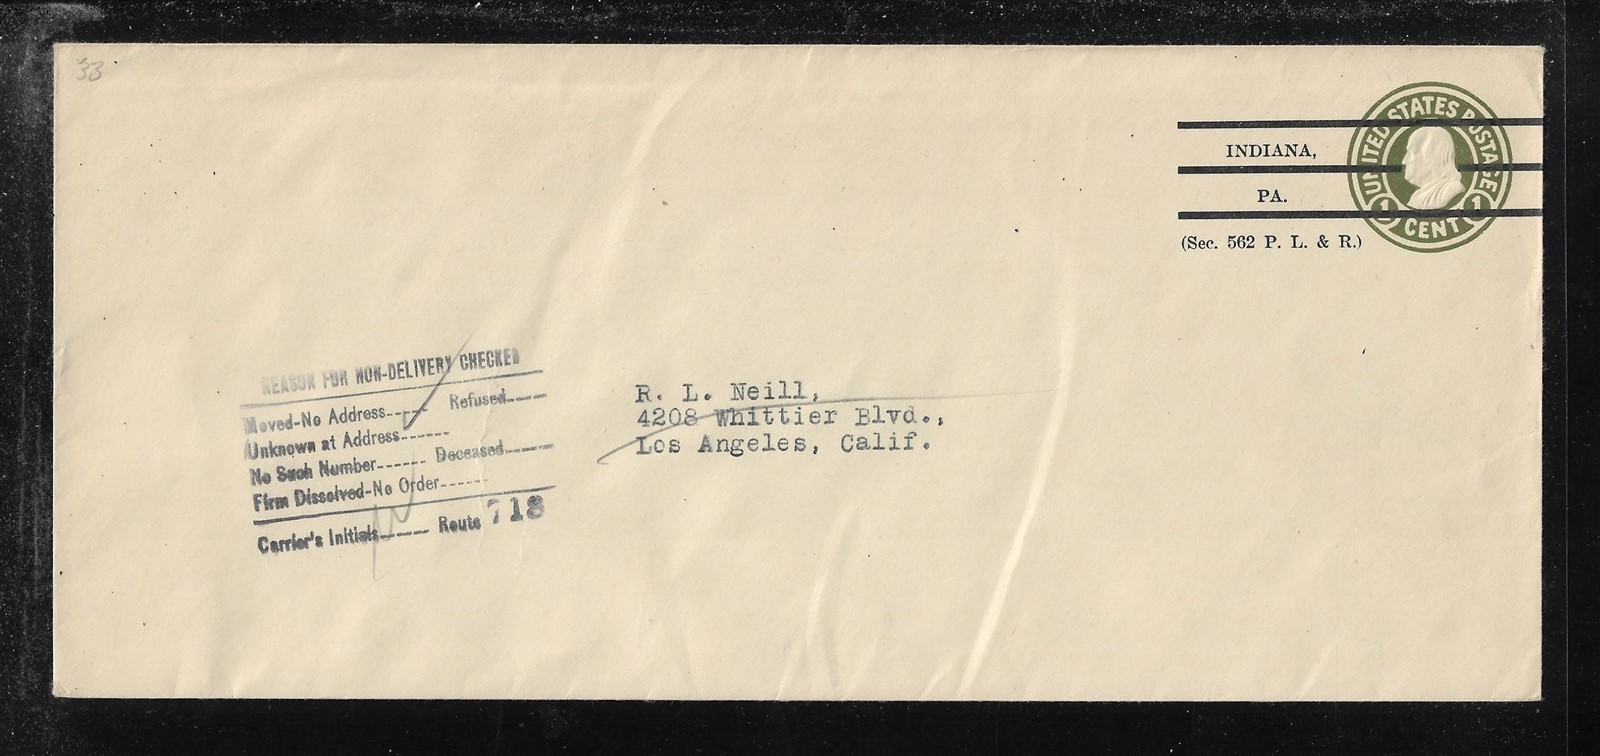 33
UNITED STATES POSTAGE
1 CENT 1
INDIANA,
PA.
(Sec. 562 P. L. & R.)
REASON FOR NON-DELIVERY CHECKED
Moved-No Address------ Refused------
Unknown at Address------
No Such Number------ Deceased------
Firm Dissolved-No Order------
Carrier's Initials------ Route 718
R. L. Neill,
4208 Whittier Blvd.,
Los Angeles, Calif.